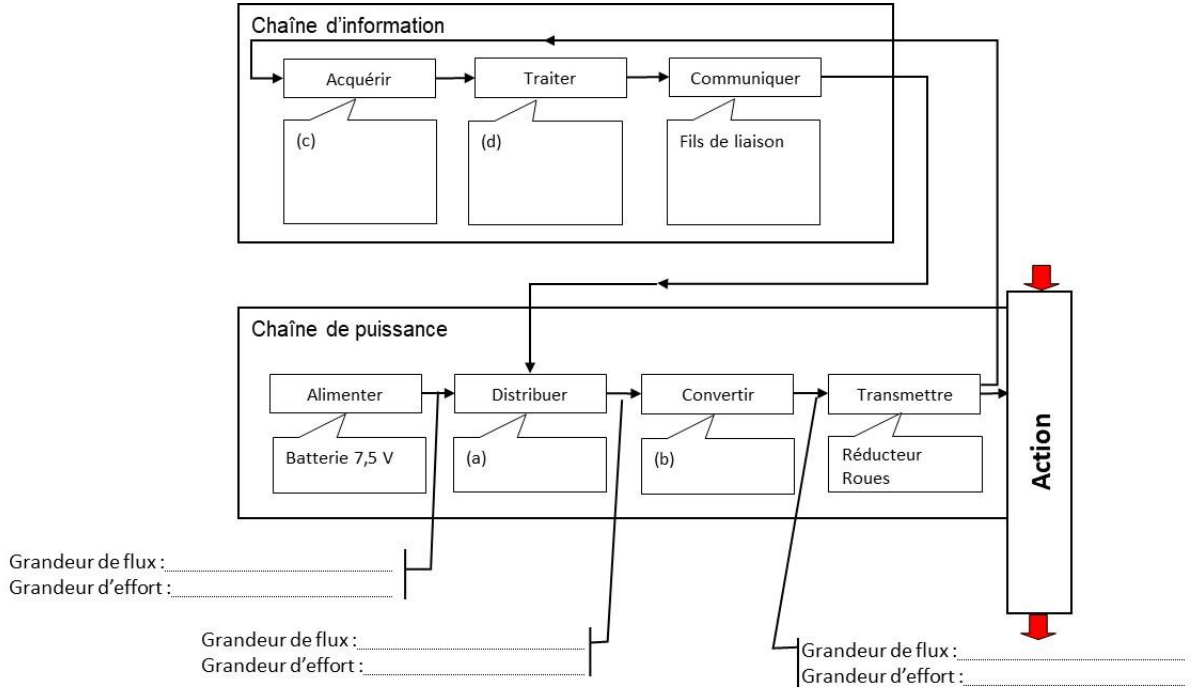 Chaîne d'information
Acquérir
Traiter
Communiquer
(c)
(d)
Fils de liaison
Chaîne de puissance
Alimenter
Distribuer
Convertir
Transmettre
Batterie 7,5 V
(a)
(b)
Réducteur
Roues
Action
Grandeur de flux :
Grandeur d'effort :
Grandeur de flux :
Grandeur d'effort :
Grandeur de flux :
Grandeur d'effort :